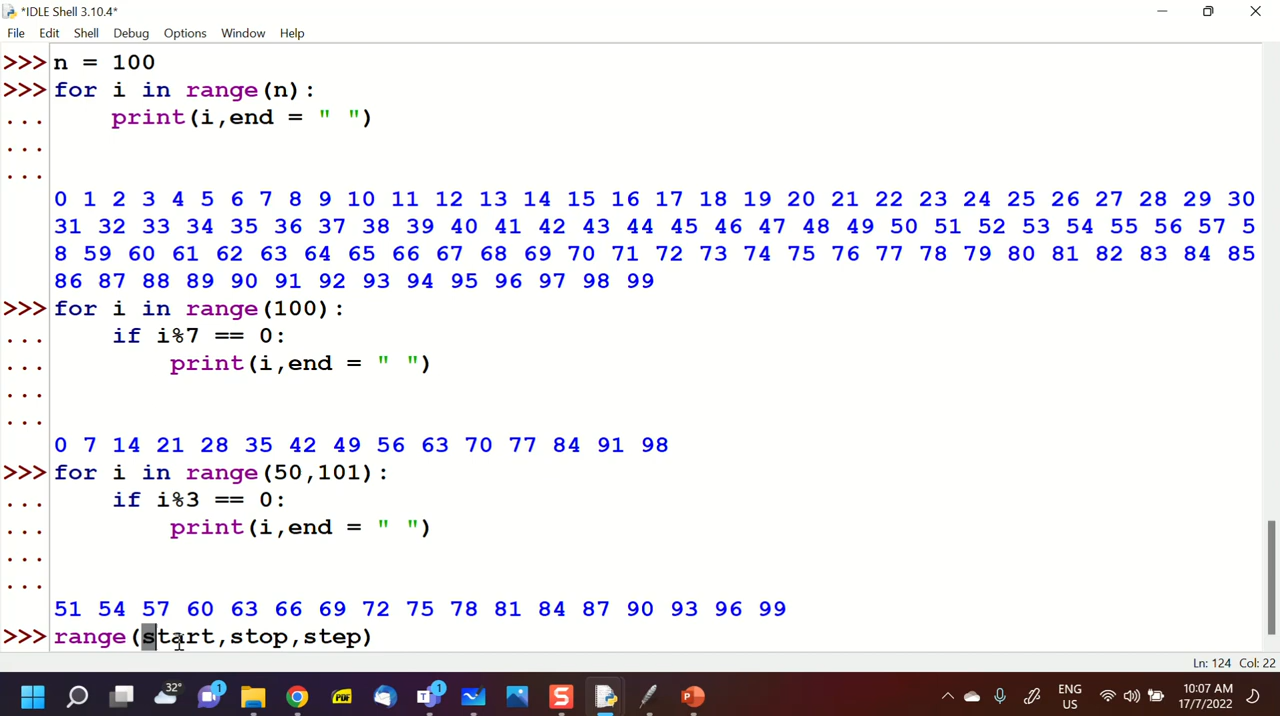 *IDLE Shell 3.10.4*
File Edit Shell Debug Options Window Help
>>> n = 100
>>> for i in range(n):
... print(i,end = " ")
...
...
0 1 2 3 4 5 6 7 8 9 10 11 12 13 14 15 16 17 18 19 20 21 22 23 24 25 26 27 28 29 30
31 32 33 34 35 36 37 38 39 40 41 42 43 44 45 46 47 48 49 50 51 52 53 54 55 56 57 5
8 59 60 61 62 63 64 65 66 67 68 69 70 71 72 73 74 75 76 77 78 79 80 81 82 83 84 85
86 87 88 89 90 91 92 93 94 95 96 97 98 99
>>> for i in range(100):
... if i%7 == 0:
... print(i,end = " ")
...
...
0 7 14 21 28 35 42 49 56 63 70 77 84 91 98
>>> for i in range(50,101):
... if i%3 == 0:
... print(i,end = " ")
...
...
51 54 57 60 63 66 69 72 75 78 81 84 87 90 93 96 99
>>> range(start,stop,step)
Ln: 124 Col: 22
32°
1
PDF
1
S
P
ENG
US
10:07 AM
17/7/2022